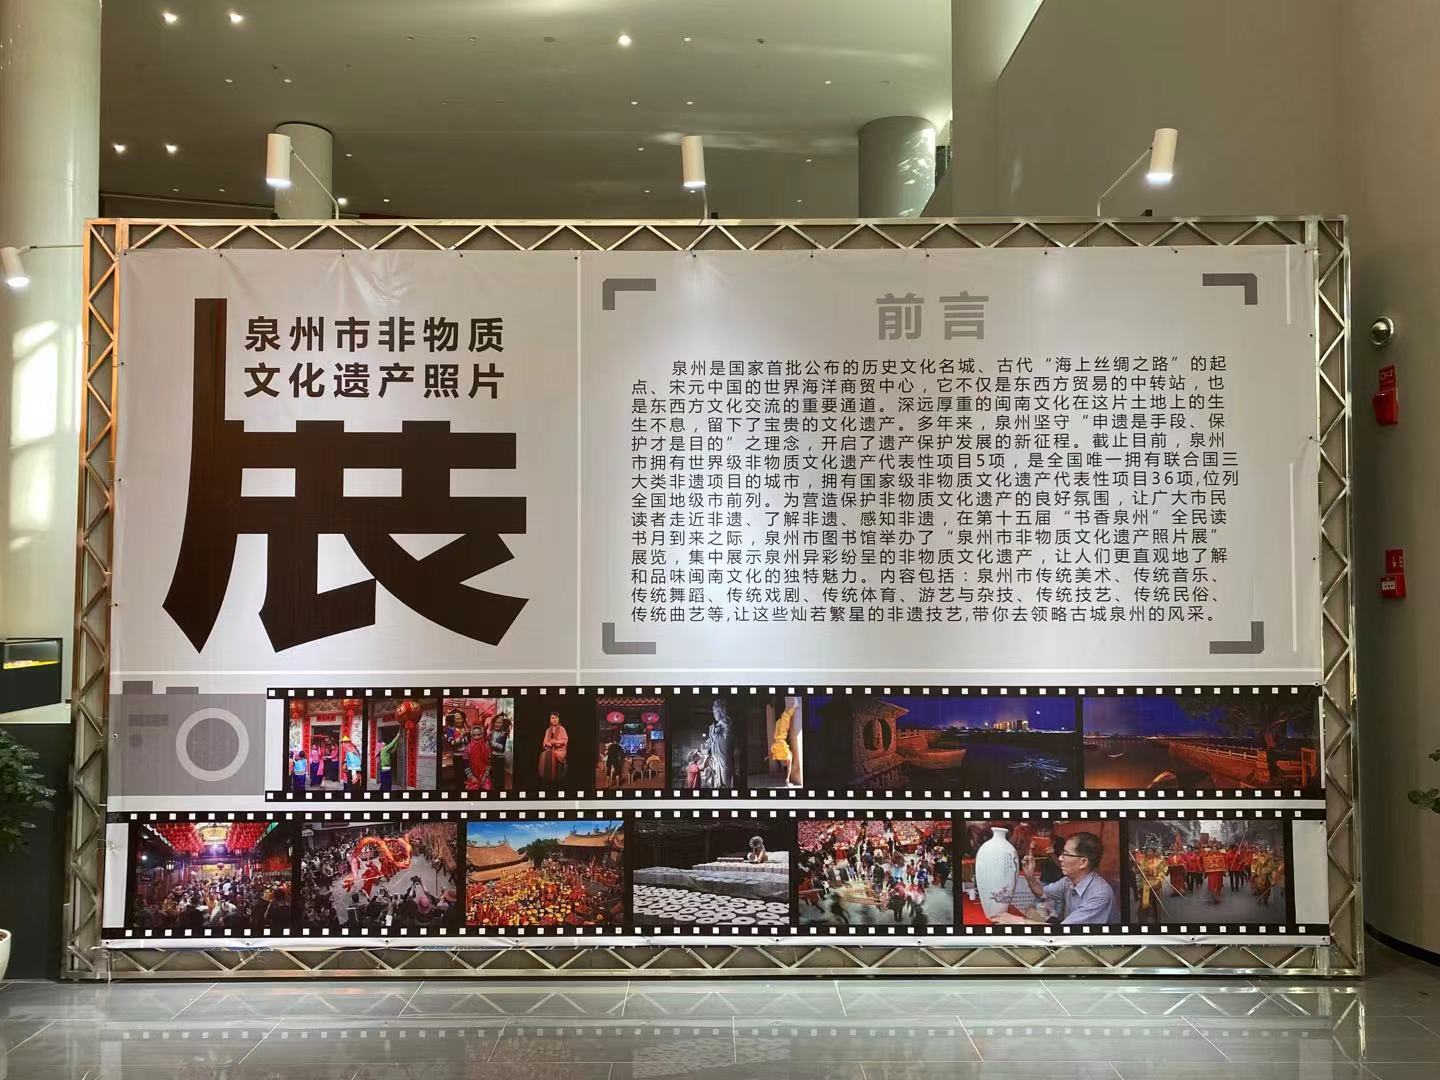 泉州市非物质
文化遗产照片
展
前言
泉州是国家首批公布的历史文化名城、古代“海上丝绸之路”的起
点、宋元中国的世界海洋商贸中心，它不仅是东西方贸易的中转站，也
是东西方文化交流的重要通道。深远厚重的闽南文化在这片土地上的生
生不息，留下了宝贵的文化遗产。多年来，泉州坚守“申遗是手段、保
护才是目的”之理念，开启了遗产保护发展的新征程。截止目前，泉州
市拥有世界级非物质文化遗产代表性项目5项，是全国唯一拥有联合国三
大类非遗项目的城市，拥有国家级非物质文化遗产代表性项目36项,位列
全国地级市前列。为营造保护非物质文化遗产的良好氛围，让广大市民
读者走近非遗、了解非遗、感知非遗，在第十五届“书香泉州”全民读
书月到来之际，泉州市图书馆举办了“泉州市非物质文化遗产照片展”
展览，集中展示泉州异彩纷呈的非物质文化遗产，让人们更直观地了解
和品味闽南文化的独特魅力。内容包括：泉州市传统美术、传统音乐、
传统舞蹈、传统戏剧、传统体育、游艺与杂技、传统技艺、传统民俗、
传统曲艺等,让这些灿若繁星的非遗技艺,带你去领略古城泉州的风采。